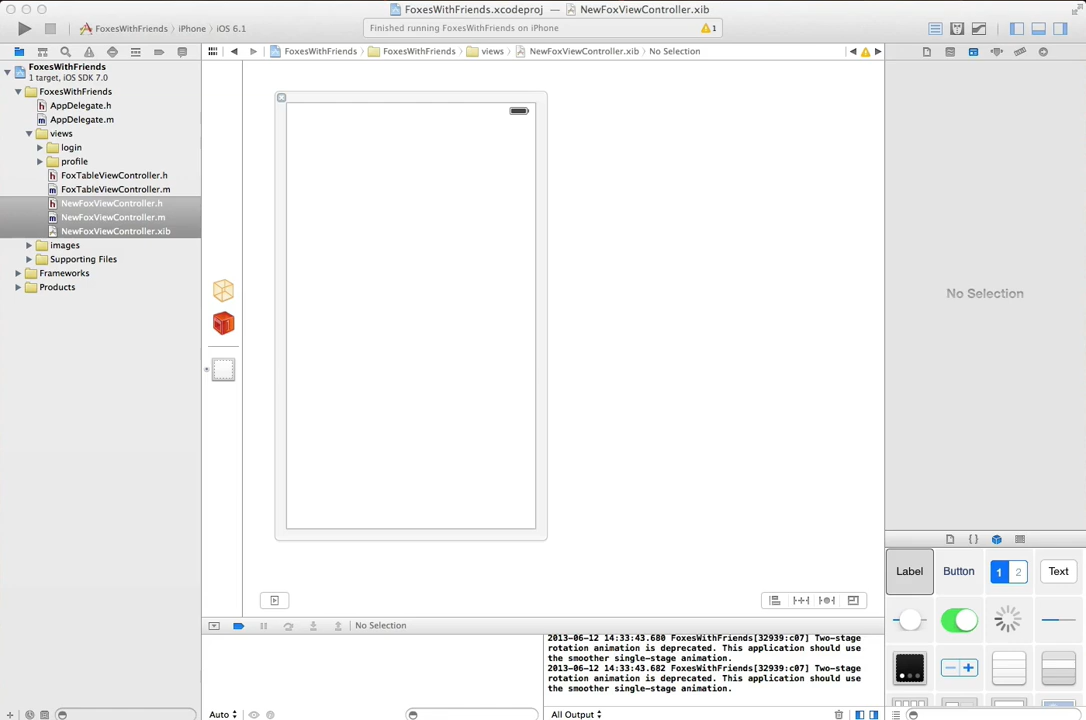 FoxesWithFriends.xcodeproj — NewFoxViewController.xib
FoxesWithFriends 〉 iPhone 〉 iOS 6.1
Finished running FoxesWithFriends on iPhone
1
FoxesWithFriends 〉 FoxesWithFriends 〉 views 〉 NewFoxViewController.xib 〉 No Selection
FoxesWithFriends
1 target, iOS SDK 7.0
FoxesWithFriends
h AppDelegate.h
m AppDelegate.m
views
login
profile
h FoxTableViewController.h
m FoxTableViewController.m
h NewFoxViewController.h
m NewFoxViewController.m
NewFoxViewController.xib
images
Supporting Files
Frameworks
Products
No Selection
Label
Button
1 2
Text
No Selection
2013-06-12 14:33:43.680 FoxesWithFriends[32939:c07] Two-stage
rotation animation is deprecated. This application should use
the smoother single-stage animation.
2013-06-12 14:33:43.682 FoxesWithFriends[32939:c07] Two-stage
rotation animation is deprecated. This application should use
the smoother single-stage animation.
Auto
All Output